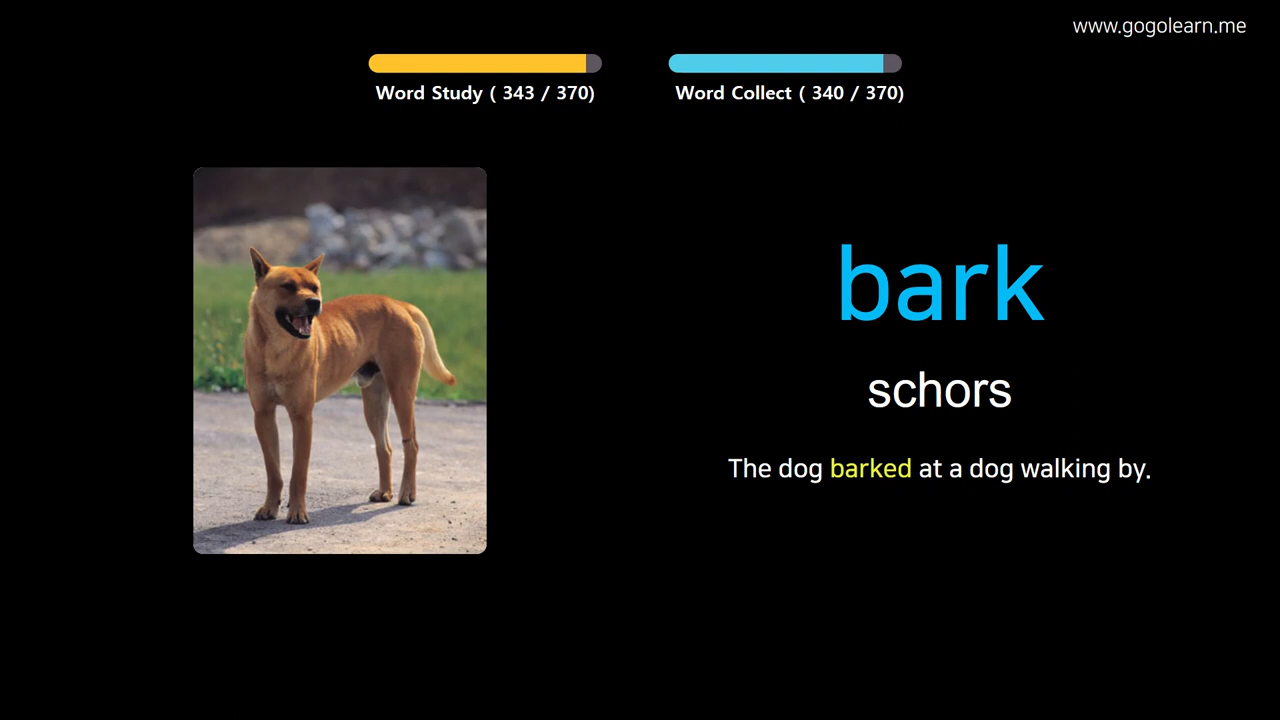 www.gogolearn.me
Word Study ( 343 / 370)
Word Collect ( 340 / 370)
bark
schors
The dog barked at a dog walking by.